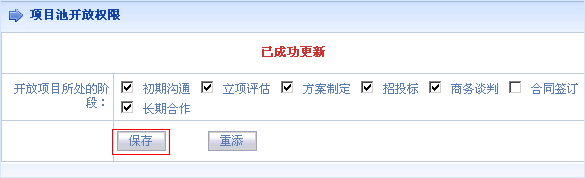 项目池开放权限
已成功更新
开放项目所处的阶段： 初期沟通 立项评估 方案制定 招投标 商务谈判 合同签订
长期合作
保存 重添